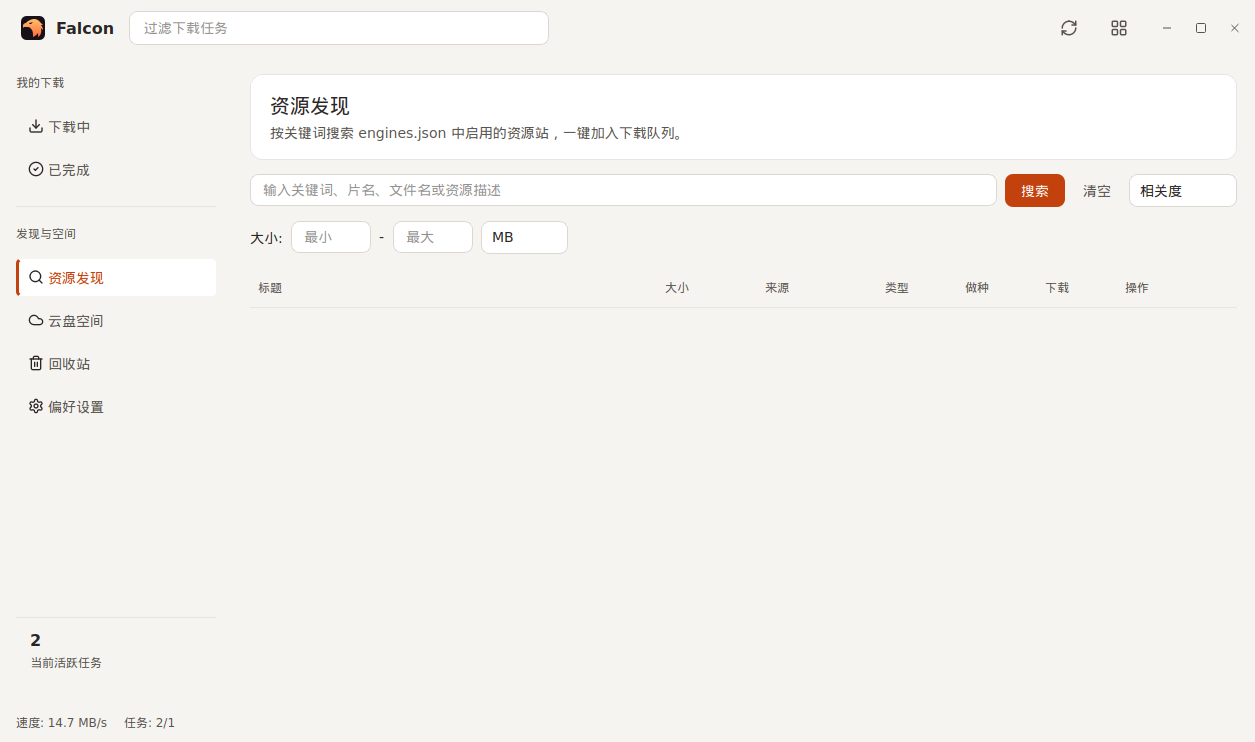 Falcon
过滤下载任务
我的下载
下载中
已完成
发现与空间
资源发现
云盘空间
回收站
偏好设置
2
当前活跃任务
速度: 14.7 MB/s 任务: 2/1
资源发现
按关键词搜索 engines.json 中启用的资源站，一键加入下载队列。
输入关键词、片名、文件名或资源描述 搜索 清空 相关度
大小: 最小 - 最大 MB
标题 大小 来源 类型 做种 下载 操作